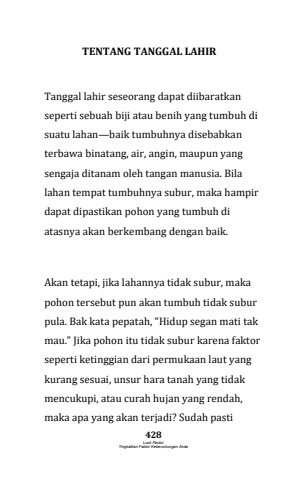 TENTANG TANGGAL LAHIR
Tanggal lahir seseorang dapat diibaratkan
seperti sebuah biji atau benih yang tumbuh di
suatu lahan—baik tumbuhnya disebabkan
terbawa binatang, air, angin, maupun yang
sengaja ditanam oleh tangan manusia. Bila
lahan tempat tumbuhnya subur, maka hampir
dapat dipastikan pohon yang tumbuh di
atasnya akan berkembang dengan baik.
Akan tetapi, jika lahannya tidak subur, maka
pohon tersebut pun akan tumbuh tidak subur
pula. Bak kata pepatah, “Hidup segan mati tak
mau.” Jika pohon itu tidak subur karena faktor
seperti ketinggian dari permukaan laut yang
kurang sesuai, unsur hara tanah yang tidak
mencukupi, atau curah hujan yang rendah,
maka apa yang akan terjadi? Sudah pasti
428
Luck Factor
Tingkatkan Faktor Keberuntungan Anda